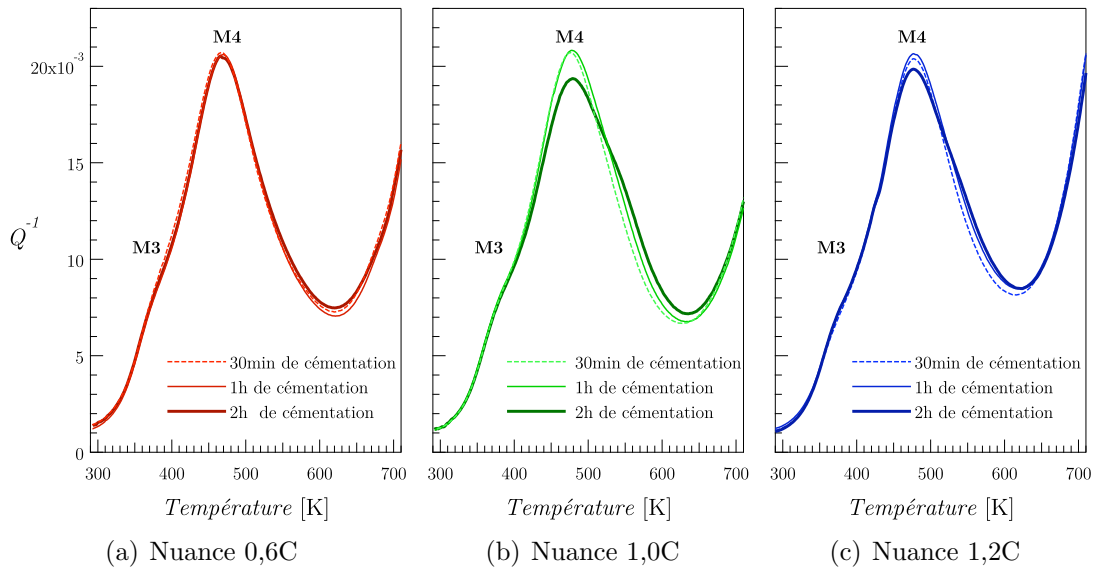 M4
M4
M4
20x10-3
15
Q-1
M3
M3
M3
10
5
0
30min de cémentation
1h de cémentation
2h de cémentation
30min de cémentation
1h de cémentation
2h de cémentation
30min de cémentation
1h de cémentation
2h de cémentation
300 400 500 600 700
300 400 500 600 700
300 400 500 600 700
Température [K]
Température [K]
Température [K]
(a) Nuance 0,6C
(b) Nuance 1,0C
(c) Nuance 1,2C